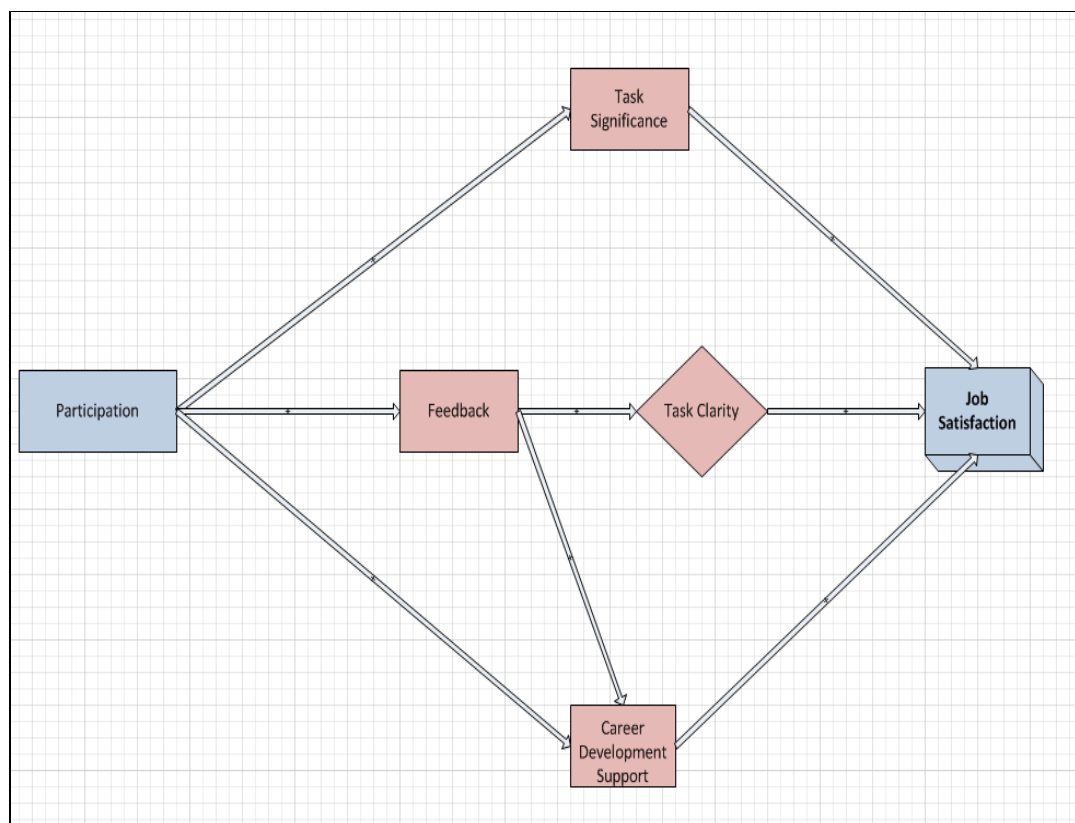 Task
Significance
+
+
Participation
+
Feedback
+
Task Clarity
+
Job
Satisfaction
+
+
+
Career
Development
Support